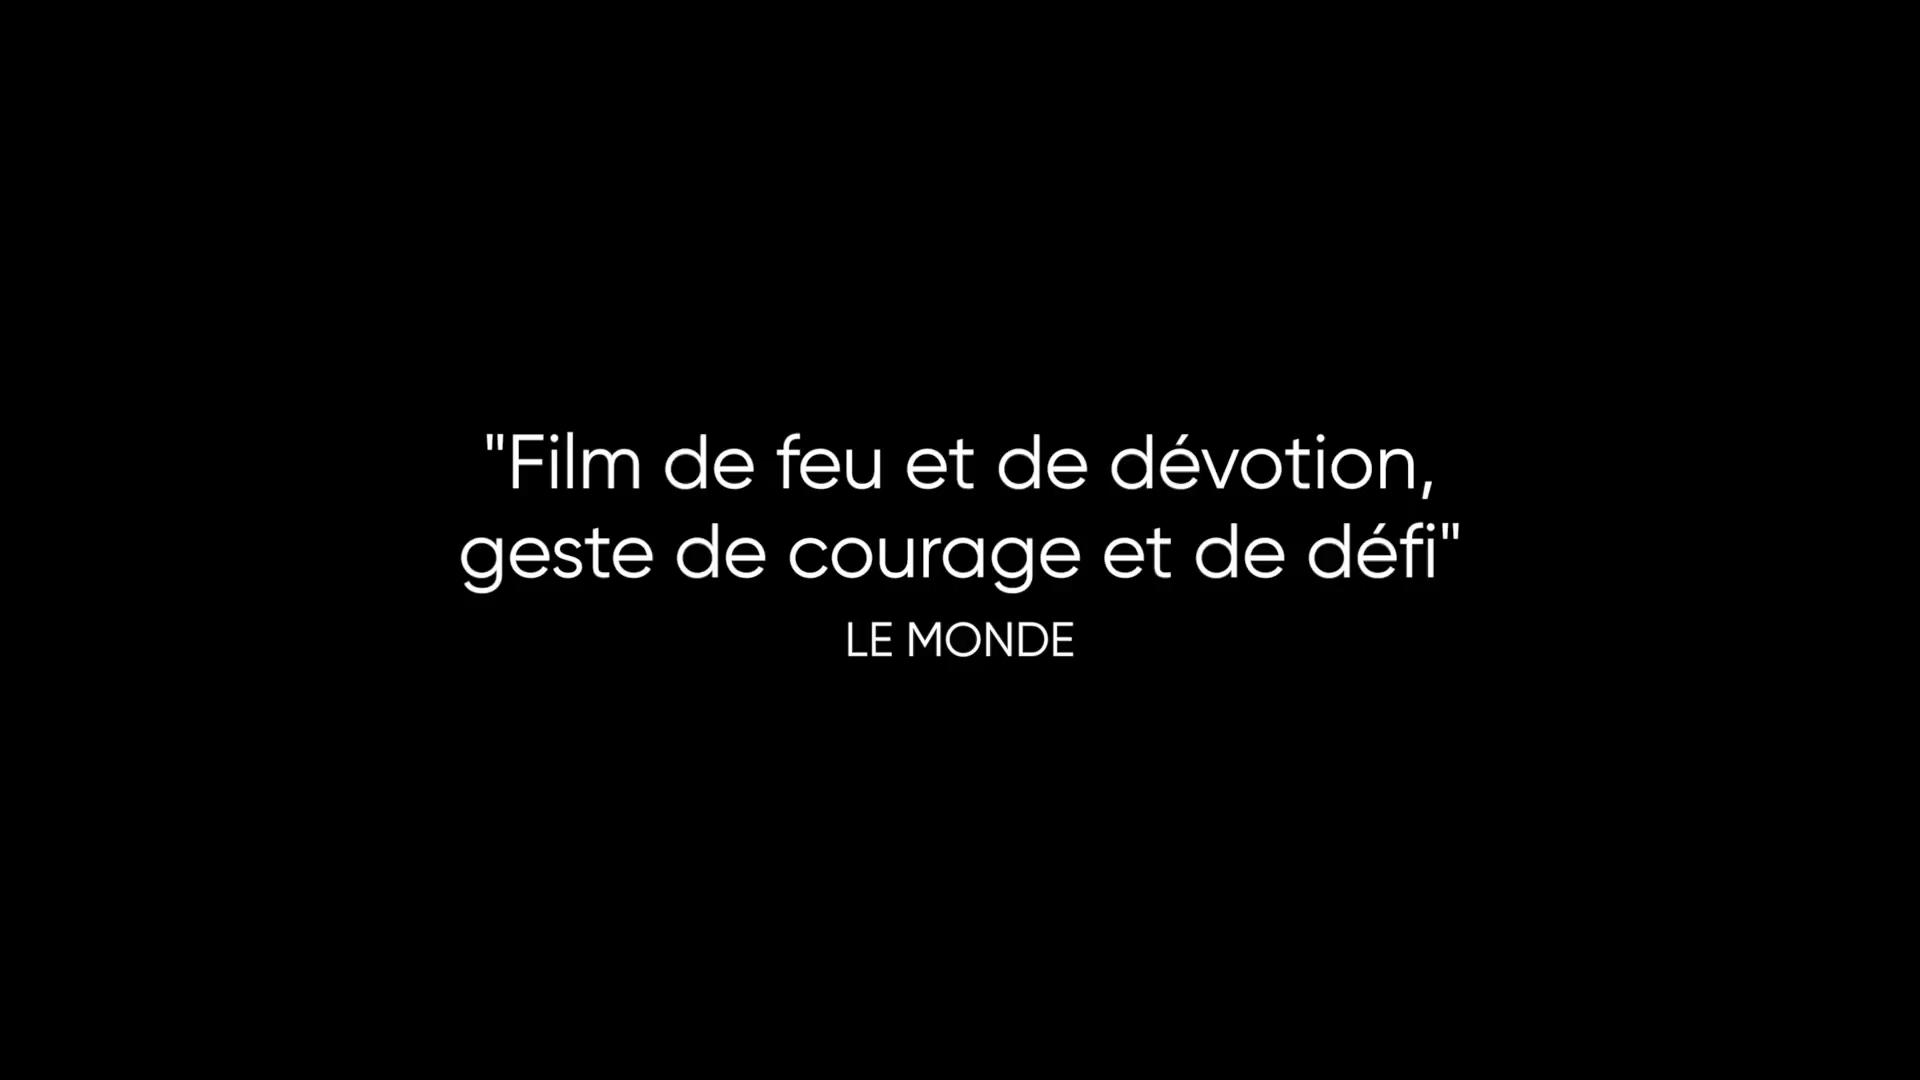 "Film de feu et de dévotion,
geste de courage et de défi"
LE MONDE